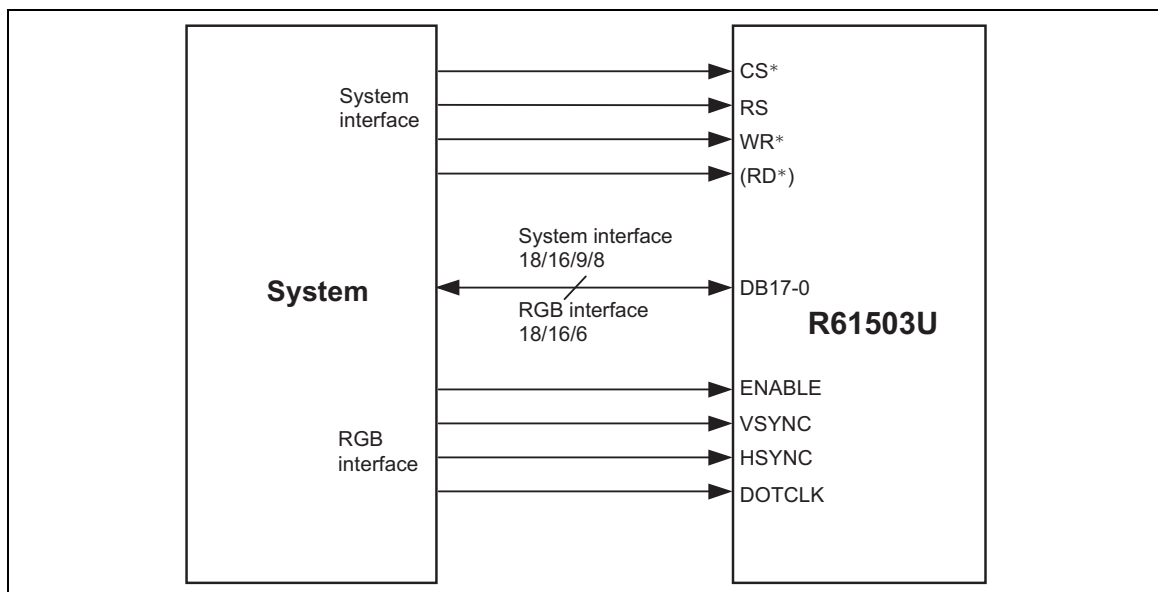 System
interface
CS*
RS
WR*
(RD*)
System interface
18/16/9/8
System
DB17-0
RGB interface
18/16/6
R61503U
RGB
interface
ENABLE
VSYNC
HSYNC
DOTCLK